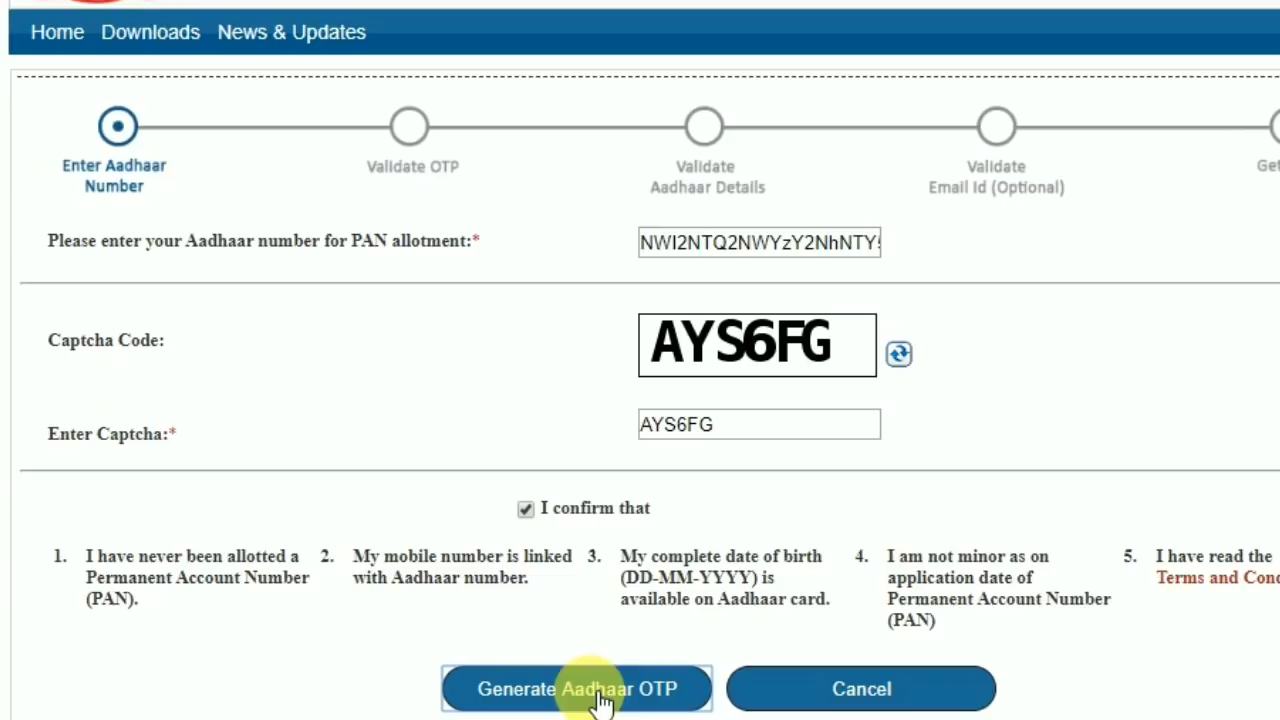 Home Downloads News & Updates
Enter Aadhaar
Number
Validate OTP
Validate
Aadhaar Details
Validate
Email Id (Optional)
Get
Please enter your Aadhaar number for PAN allotment:*
NWI2NTQ2NWYzY2NhNTY
Captcha Code:
AYS6FG
Enter Captcha:*
AYS6FG
I confirm that
1. I have never been allotted a
Permanent Account Number
(PAN).
2. My mobile number is linked
with Aadhaar number.
3. My complete date of birth
(DD-MM-YYYY) is
available on Aadhaar card.
4. I am not minor as on
application date of
Permanent Account Number
(PAN)
5. I have read the
Terms and Cond
Generate Aadhaar OTP
Cancel